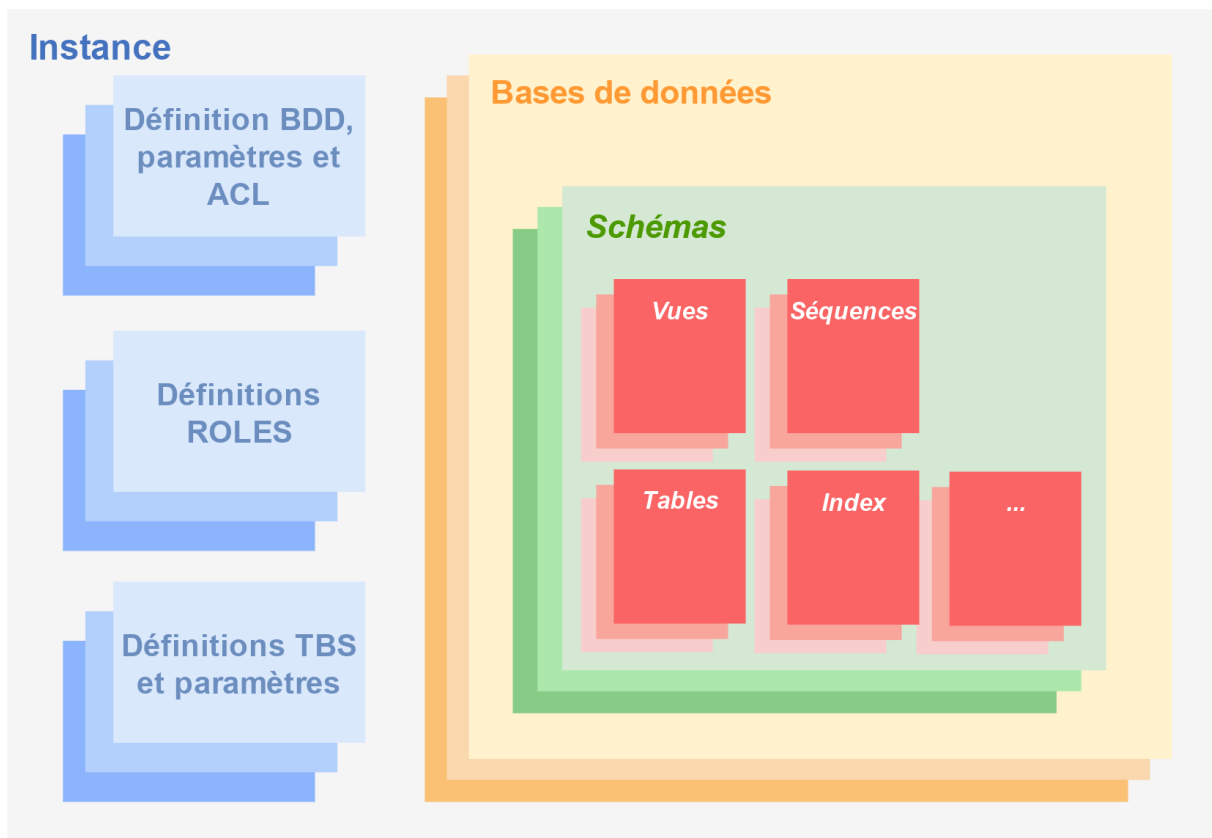 Instance
Définition BDD,
paramètres et
ACL
Définitions
ROLES
Définitions TBS
et paramètres
Bases de données
Schémas
Vues
Séquences
Tables
Index
...